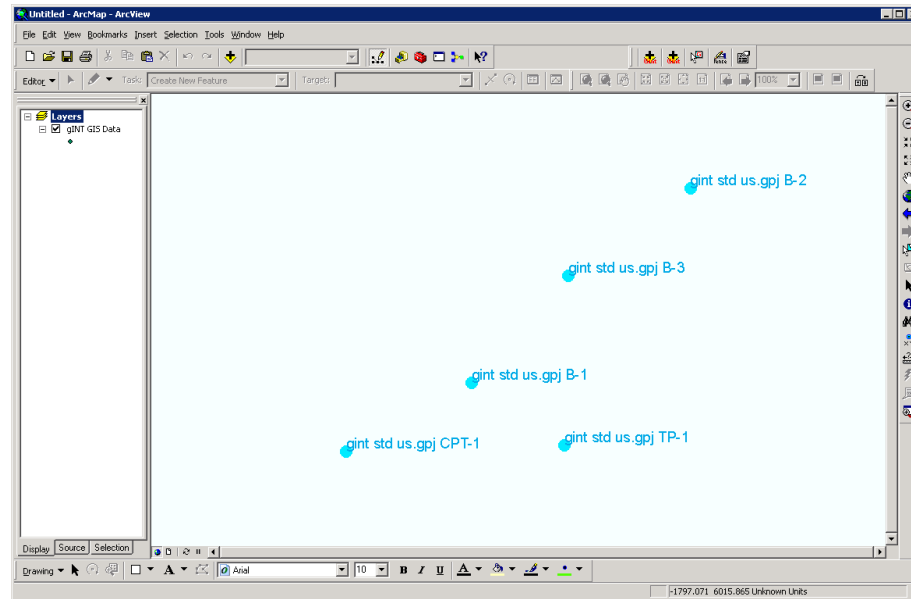 Untitled - ArcMap - ArcView
File Edit View Bookmarks Insert Selection Tools Window Help
Editor Task: Create New Feature Target: 100%
Layers
gINT GIS Data
gint std us.gpj B-2
gint std us.gpj B-3
gint std us.gpj B-1
gint std us.gpj CPT-1
gint std us.gpj TP-1
Display Source Selection
Drawing A Arial 10 B I U A
-1797.071 6015.865 Unknown Units